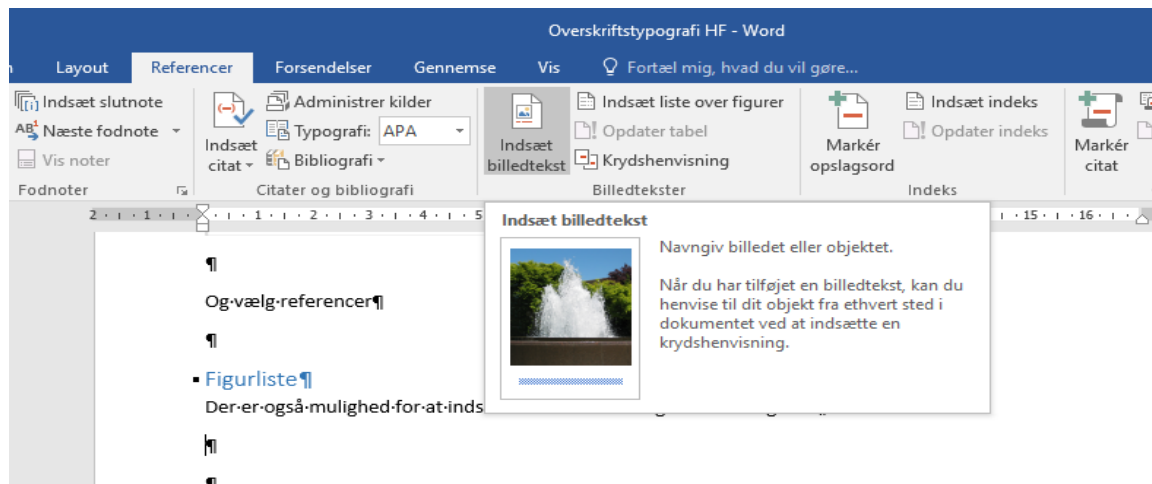 Overskriftstypografi HF - Word
Layout Referencer Forsendelser Gennemse Vis Fortæl mig, hvad du vil gøre...
Indsæt slutnote
Næste fodnote
Vis noter
Fodnoter
Indsæt
citat
Administrer kilder
Typografi: APA
Bibliografi
Citater og bibliografi
Indsæt
billedtekst
Indsæt liste over figurer
Opdater tabel
Krydshenvisning
Billedtekster
Markér
opslagsord
Indsæt indeks
Opdater indeks
Indeks
Markér
citat
2 · 1 · 1 · 2 · 3 · 4 · 5 15 · 16
Indsæt billedtekst
Navngiv billedet eller objektet.
Når du har tilføjet en billedtekst, kan du
henvise til dit objekt fra ethvert sted i
dokumentet ved at indsætte en
krydshenvisning.
¶
Og·vælg·referencer¶
¶
Figurliste¶
Der·er·også·mulighed·for·at·inds
¶
¶